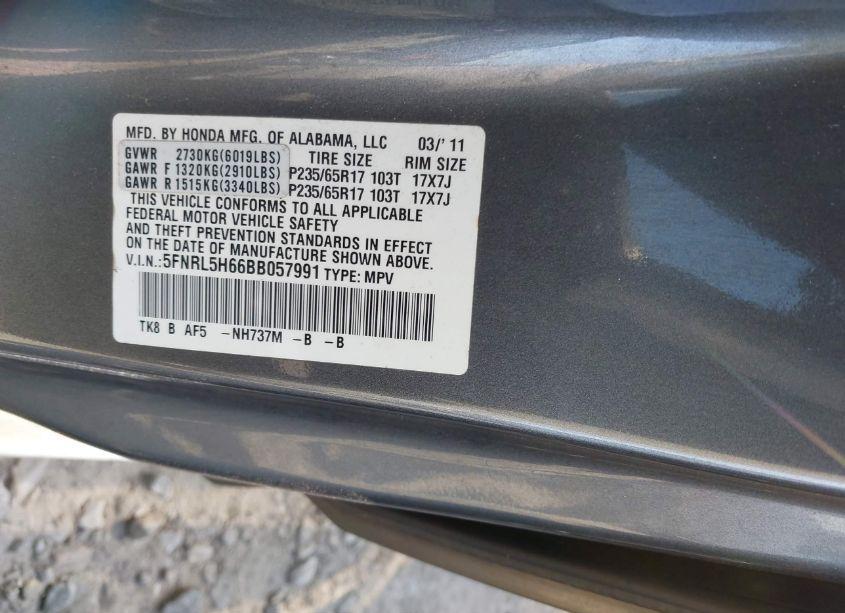 MFD. BY HONDA MFG. OF ALABAMA, LLC 03/'11
GVWR 2730KG(6019LBS) TIRE SIZE RIM SIZE
GAWR F 1320KG(2910LBS) P235/65R17 103T 17X7J
GAWR R 1515KG(3340LBS) P235/65R17 103T 17X7J
THIS VEHICLE CONFORMS TO ALL APPLICABLE
FEDERAL MOTOR VEHICLE SAFETY
AND THEFT PREVENTION STANDARDS IN EFFECT
ON THE DATE OF MANUFACTURE SHOWN ABOVE.
V.I.N.:5FNRL5H66BB057991 TYPE: MPV
TK8 B AF5 -NH737M -B -B